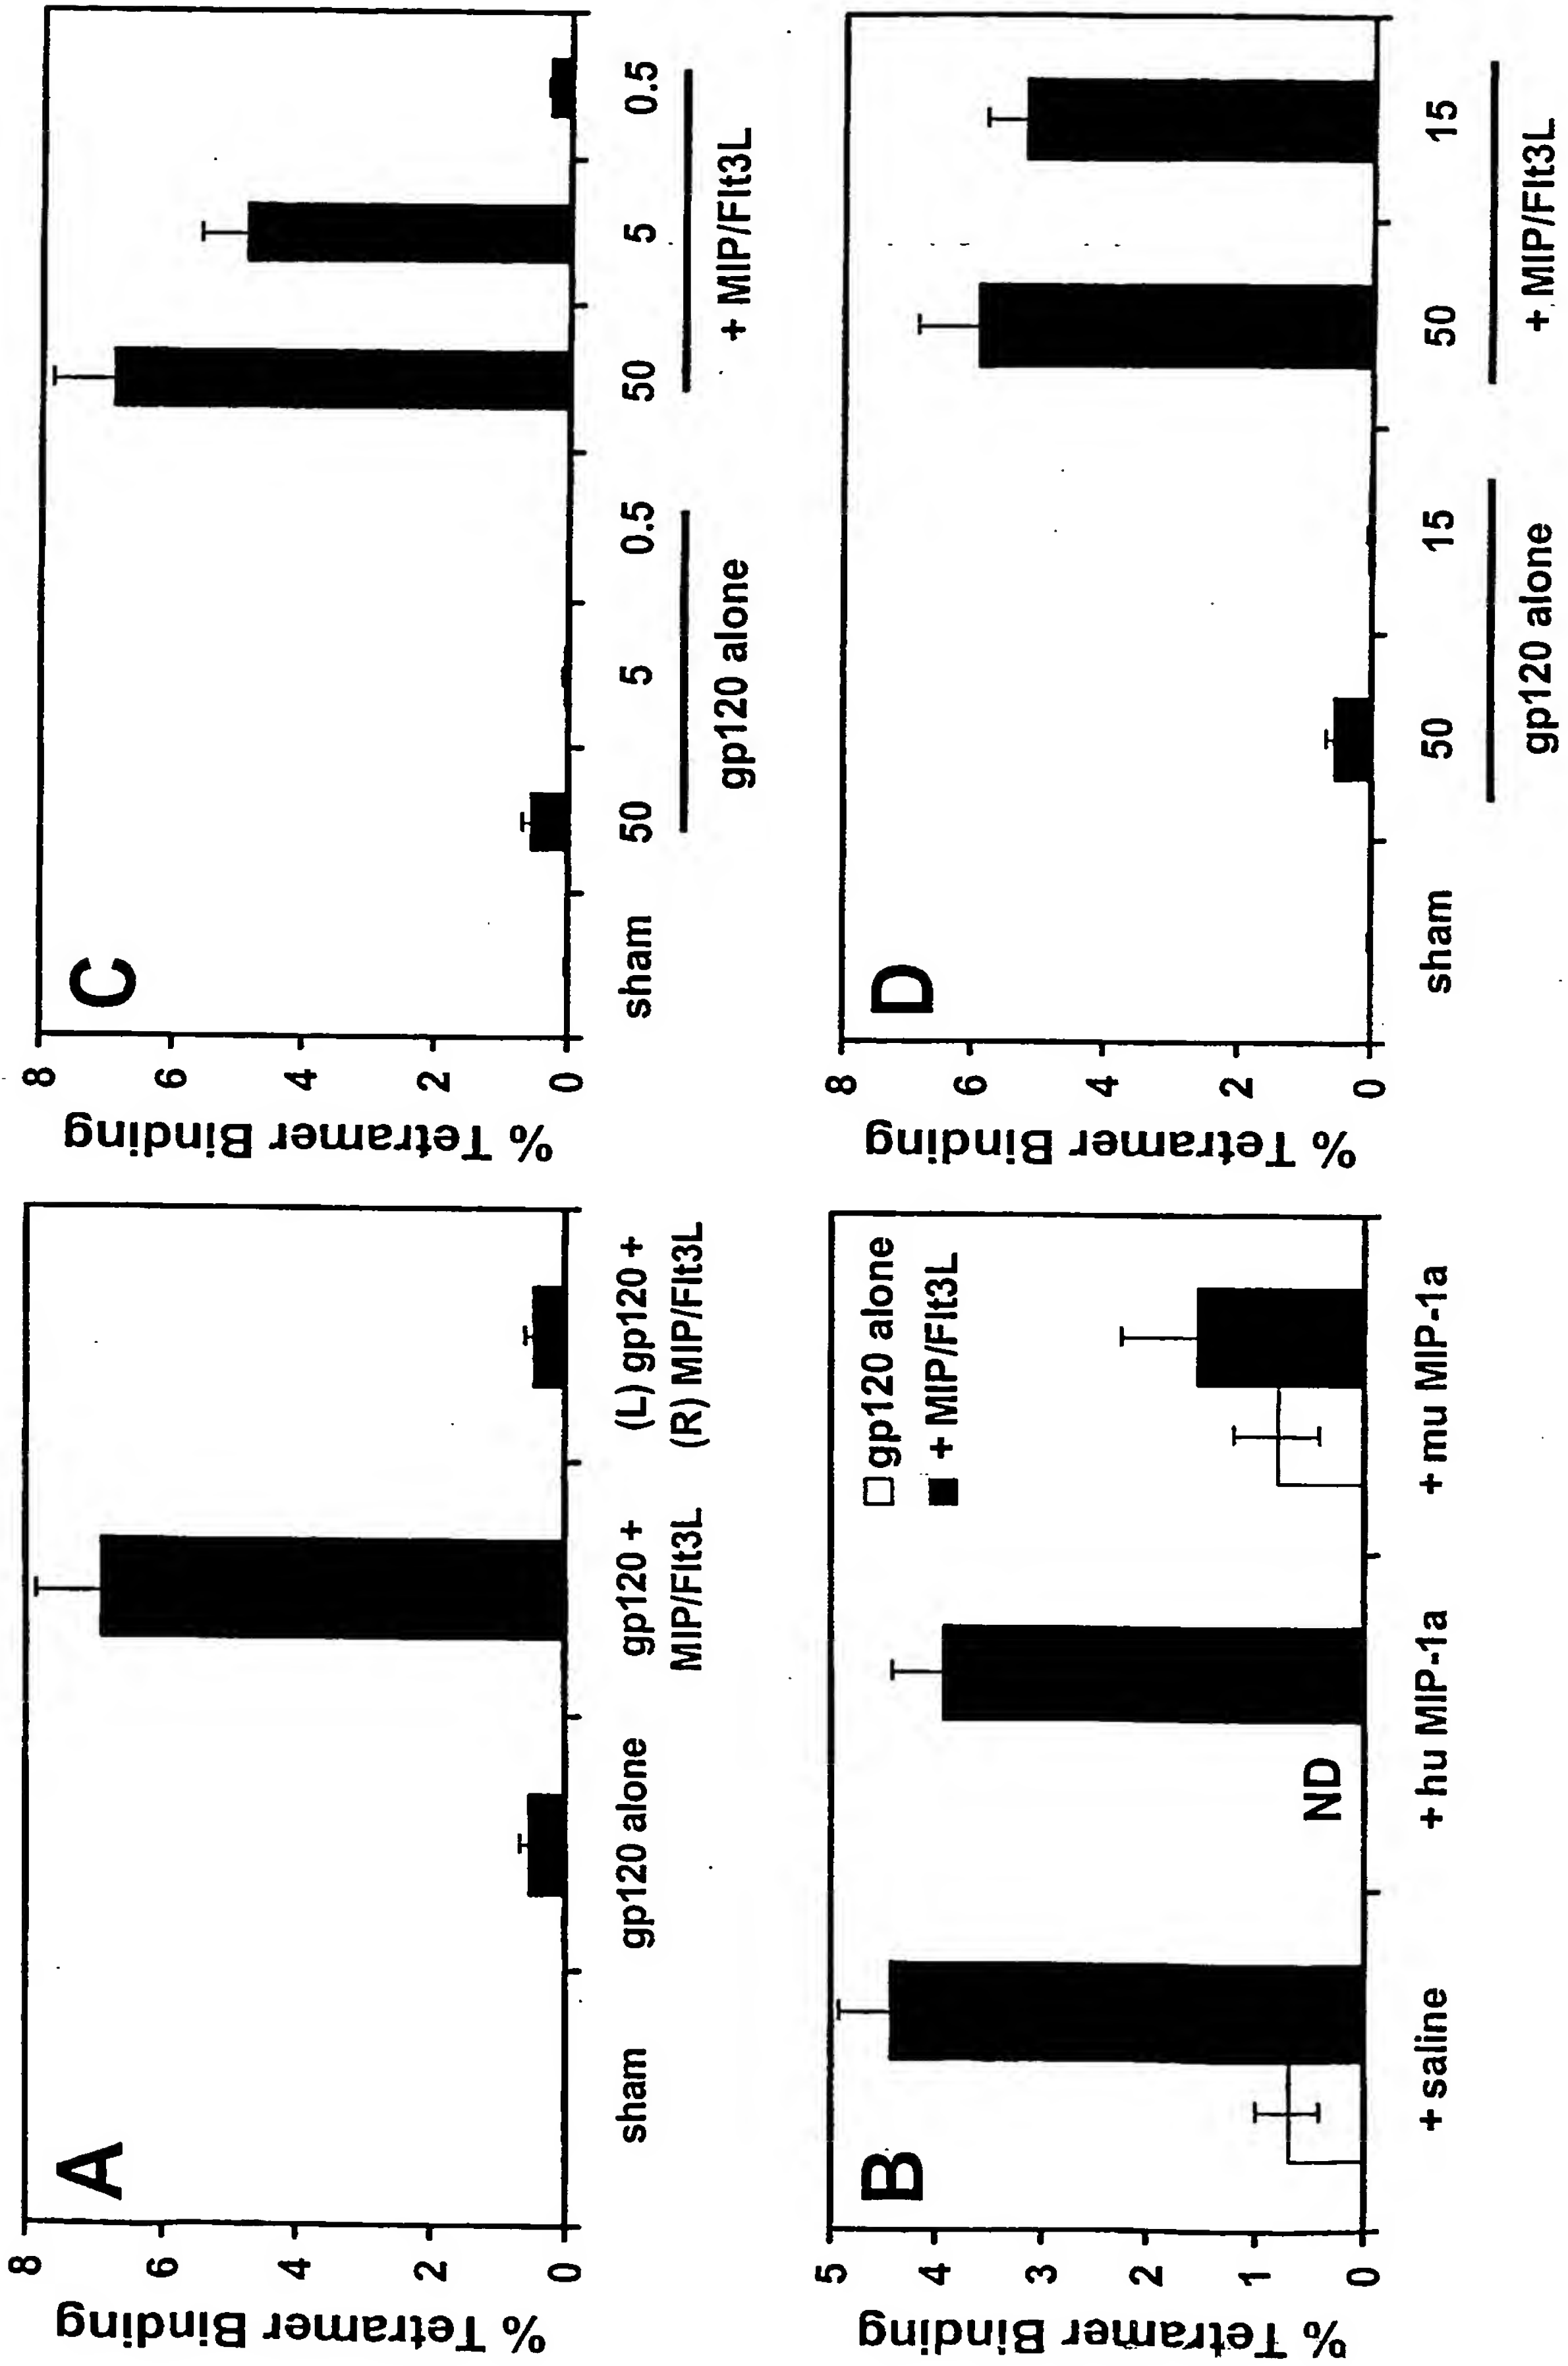 A
% Tetramer Binding
8
6
4
2
0
sham
gp120 alone
gp120 +
MIP/Flt3L
(L) gp120 +
(R) MIP/Flt3L
B
% Tetramer Binding
5
4
3
2
1
0
gp120 alone
+ MIP/Flt3L
ND
+ saline
+ hu MIP-1a
+ mu MIP-1a
C
% Tetramer Binding
8
6
4
2
0
sham
50
5
0.5
50
5
0.5
gp120 alone
+ MIP/Flt3L
D
% Tetramer Binding
8
6
4
2
0
sham
50
15
50
15
gp120 alone
+ MIP/Flt3L